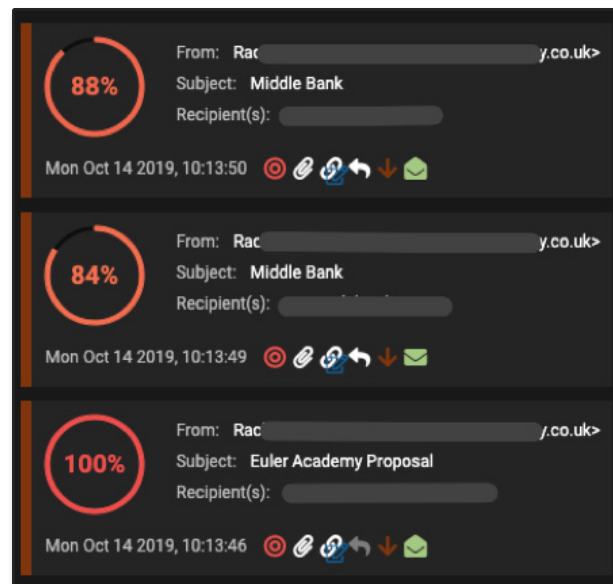 From: Rac y.co.uk>
88%
Subject: Middle Bank
Recipient(s):
Mon Oct 14 2019, 10:13:50
From: Rac y.co.uk>
84%
Subject: Middle Bank
Recipient(s):
Mon Oct 14 2019, 10:13:49
From: Rac y.co.uk>
100%
Subject: Euler Academy Proposal
Recipient(s):
Mon Oct 14 2019, 10:13:46